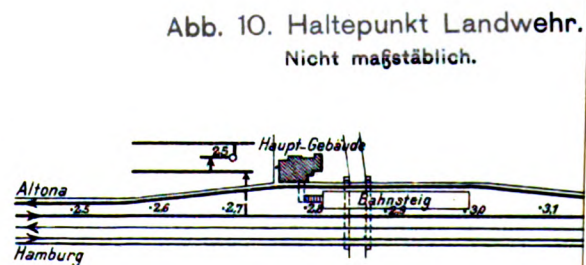 Abb. 10. Haltepunkt Landwehr.
Nicht maßstäblich.
2,5
Haupt-Gebäude
Altona
Bahnsteig
2,5 2,6 2,7 2,8 2,9 3,0 3,1
Hamburg